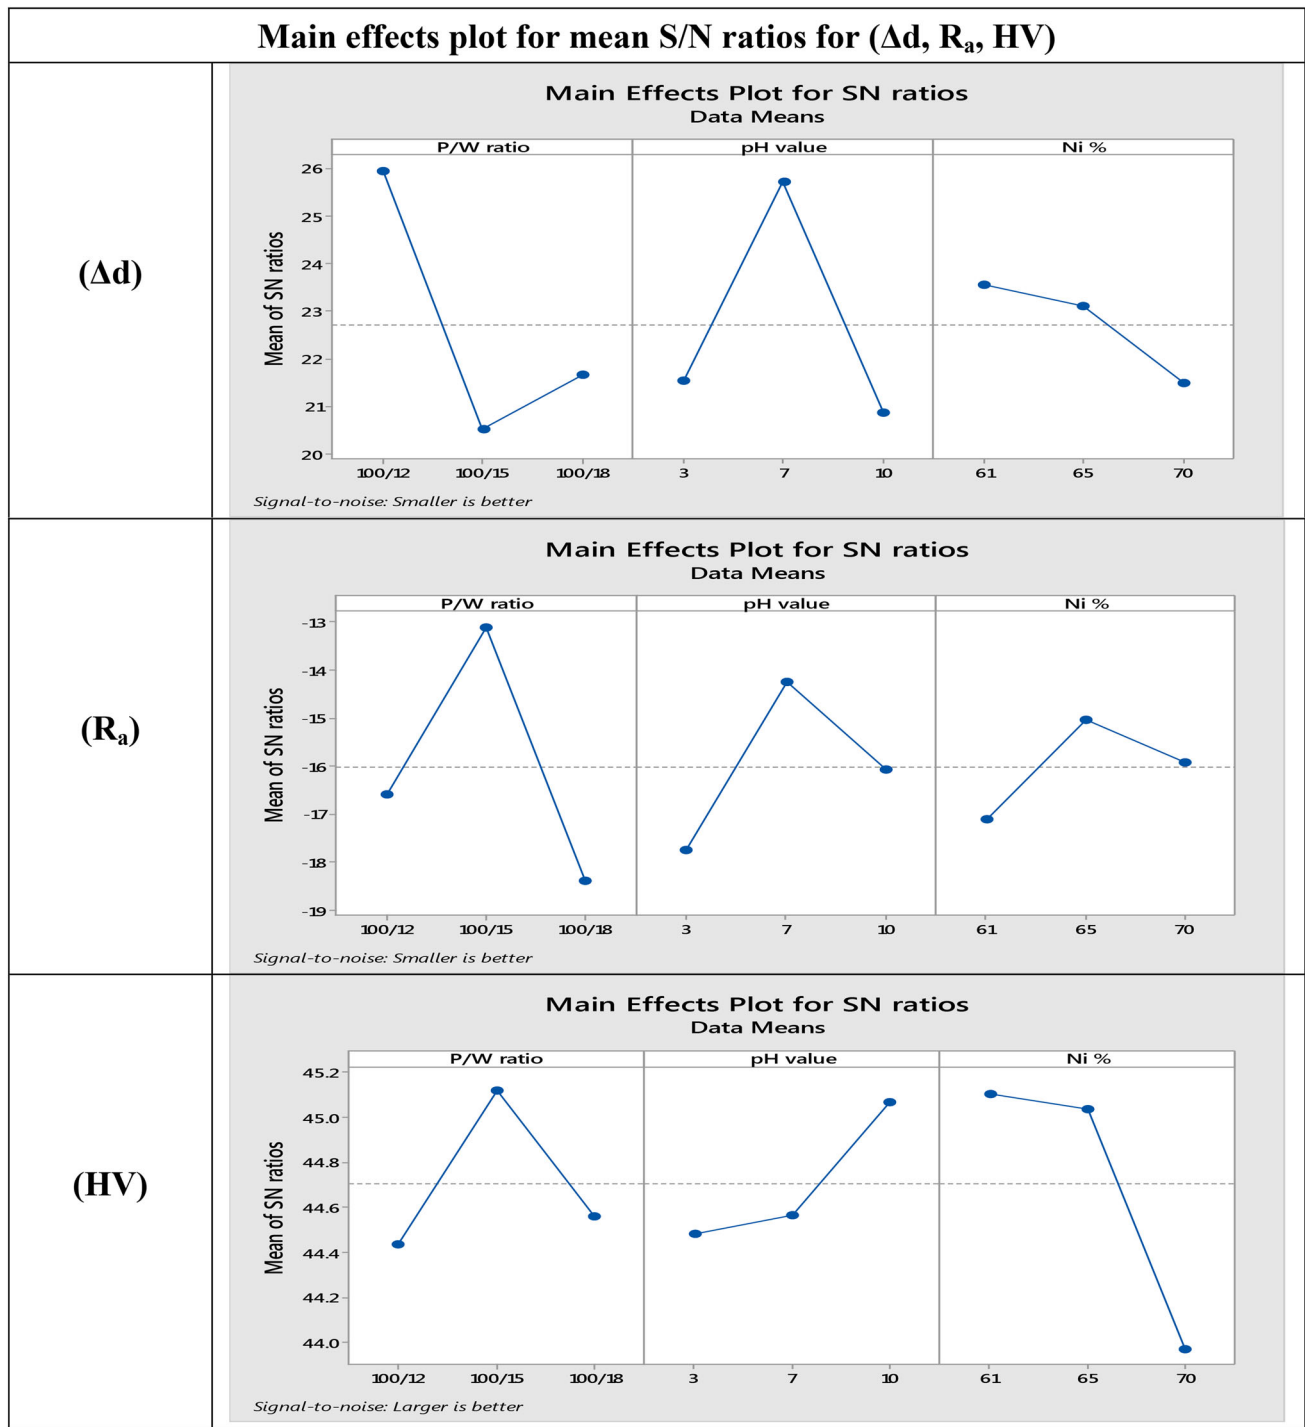 Main effects plot for mean S/N ratios for (Δd, Ra, HV)
(Δd)
Main Effects Plot for SN ratios
Data Means
P/W ratio pH value Ni %
Mean of SN ratios
26
25
24
23
22
21
20
100/12 100/15 100/18 3 7 10 61 65 70
Signal-to-noise: Smaller is better
(Ra)
Main Effects Plot for SN ratios
Data Means
P/W ratio pH value Ni %
Mean of SN ratios
-13
-14
-15
-16
-17
-18
-19
100/12 100/15 100/18 3 7 10 61 65 70
Signal-to-noise: Smaller is better
(HV)
Main Effects Plot for SN ratios
Data Means
P/W ratio pH value Ni %
Mean of SN ratios
45.2
45.0
44.8
44.6
44.4
44.2
44.0
100/12 100/15 100/18 3 7 10 61 65 70
Signal-to-noise: Larger is better